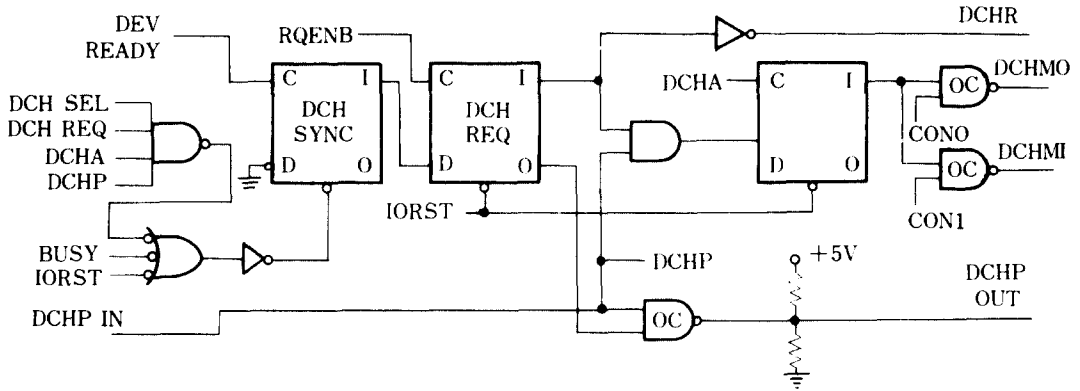 DEV
READY
RQENB
DCHR
C I
DCH
SYNC
D O
C I
DCH
REQ
D O
DCHA
C I
D O
OC
DCHMO
CONO
OC
DCHMI
CON1
DCH SEL
DCH REQ
DCHA
DCHP
IORST
BUSY
IORST
DCHP
+5V
DCHP
OUT
DCHP IN
OC